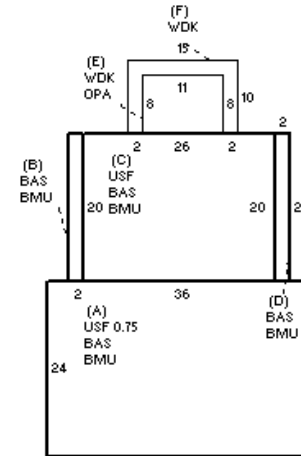 (F)
WDK
15
(E)
WDK
OPA
11
8
8
10
2
2
26
2
(B)
BAS
BMU
(C)
USF
BAS
BMU
20
20
2
2
36
(A)
USF 0.75
BAS
BMU
(D)
BAS
BMU
24